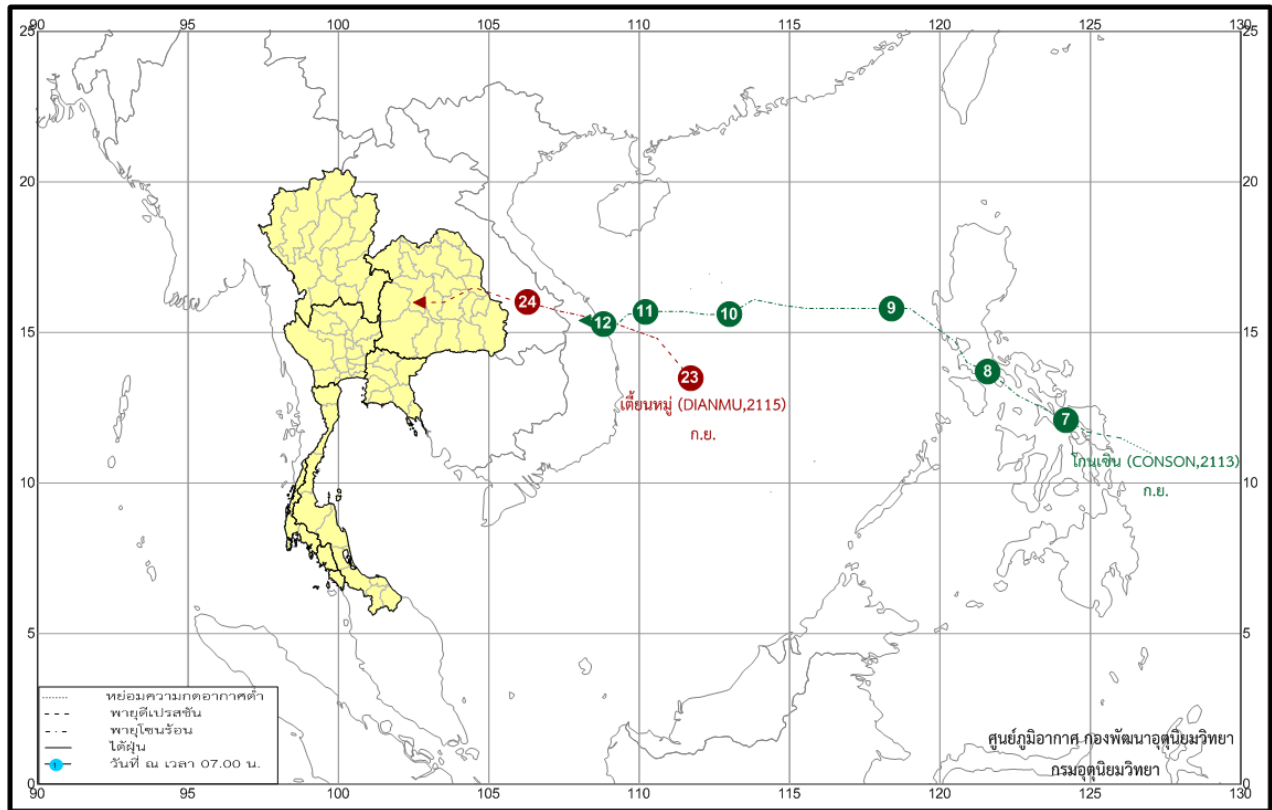 90 95 100 105 110 115 120 125 130
25 25
20 20
24 12 11 10 9
15 15
23 8
เตี้ยนหมู่ (DIANMU,2115)
ก.ย.
7
โกนเซิน (CONSON,2113)
ก.ย.
10 10
5 5
หย่อมความกดอากาศต่ำ
พายุดีเปรสชัน
พายุโซนร้อน
ไต้ฝุ่น
1 วันที่ ณ เวลา 07.00 น.
ศูนย์ภูมิอากาศ กองพัฒนาอุตุนิยมวิทยา
กรมอุตุนิยมวิทยา
0 0
90 95 100 105 110 115 120 125 130